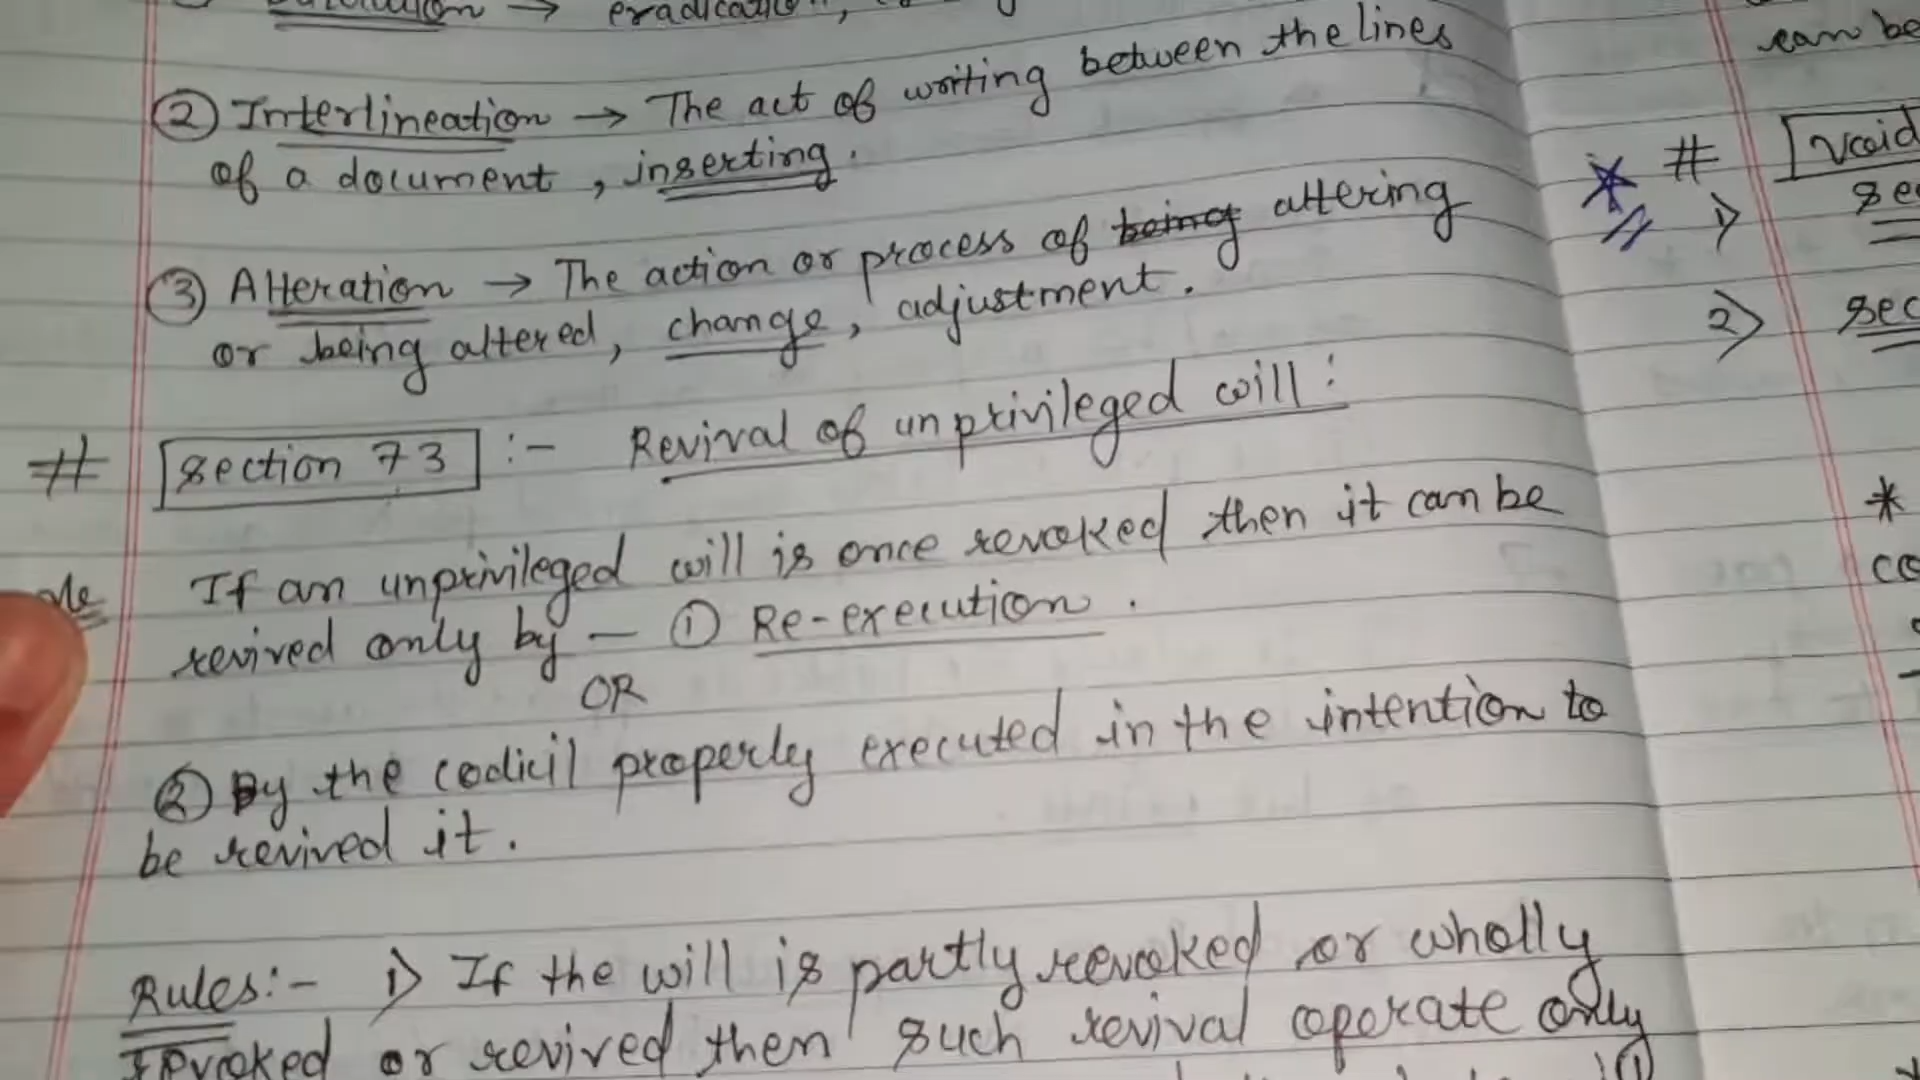 eradication,
② Interlineation → The act of writing between the lines
of a document, inserting.
③ Alteration → The action or process of being altering
or being altered, change, adjustment.
# Section 73 :- Revival of unprivileged will:
If an unprivileged will is once revoked then it can be
revived only by — ① Re-execution.
OR
② By the codicil properly executed in the intention to
be revived it.
Rules:- 1) If the will is partly revoked or wholly
revoked or revived then such revival operate only
can be
# Void
1) sec
2) sec
*
co